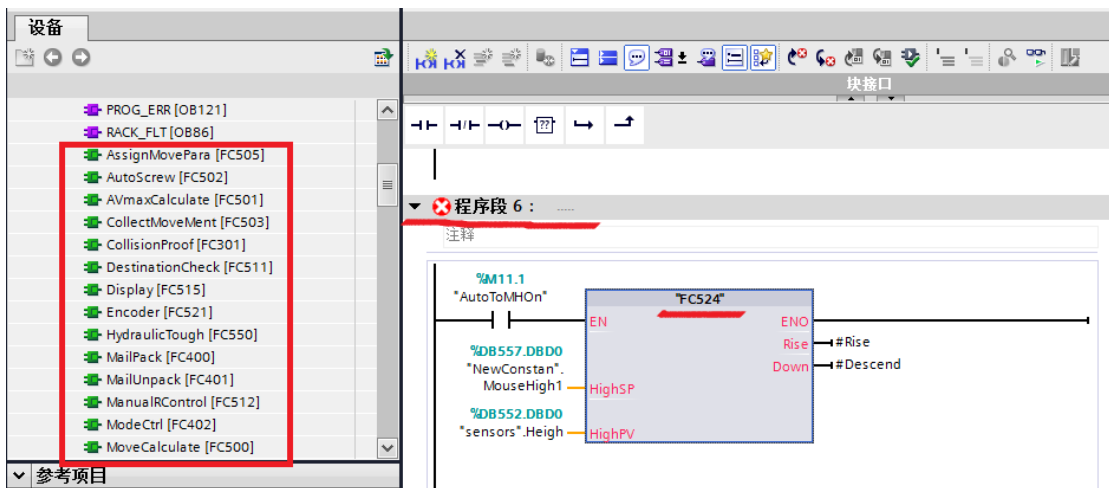 设备
块接口
PROG_ERR [OB121]
RACK_FLT [OB86]
AssignMovePara [FC505]
AutoScrew [FC502]
AVmaxCalculate [FC501]
CollectMoveMent [FC503]
CollisionProof [FC301]
DestinationCheck [FC511]
Display [FC515]
Encoder [FC521]
HydraulicTough [FC550]
MailPack [FC400]
MailUnpack [FC401]
ManualRControl [FC512]
ModeCtrl [FC402]
MoveCalculate [FC500]
参考项目
??
程序段 6： .....
注释
%M11.1
"AutoToMHOn"
"FC524"
EN
ENO
Rise
#Rise
Down
#Descend
%DB557.DBD0
"NewConstan".
MouseHigh1
HighSP
%DB552.DBD0
"sensors".Heigh
HighPV